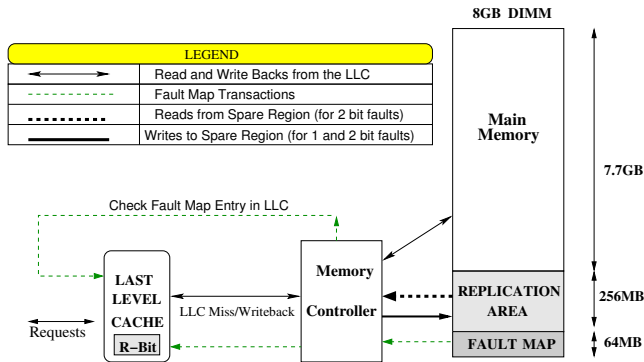 8GB DIMM
LEGEND
Read and Write Backs from the LLC
Fault Map Transactions
Reads from Spare Region (for 2 bit faults)
Writes to Spare Region (for 1 and 2 bit faults)
Main
Memory
7.7GB
Check Fault Map Entry in LLC
LAST
LEVEL
CACHE
R-Bit
Requests
LLC Miss/Writeback
Memory
Controller
REPLICATION
AREA
256MB
FAULT MAP
64MB